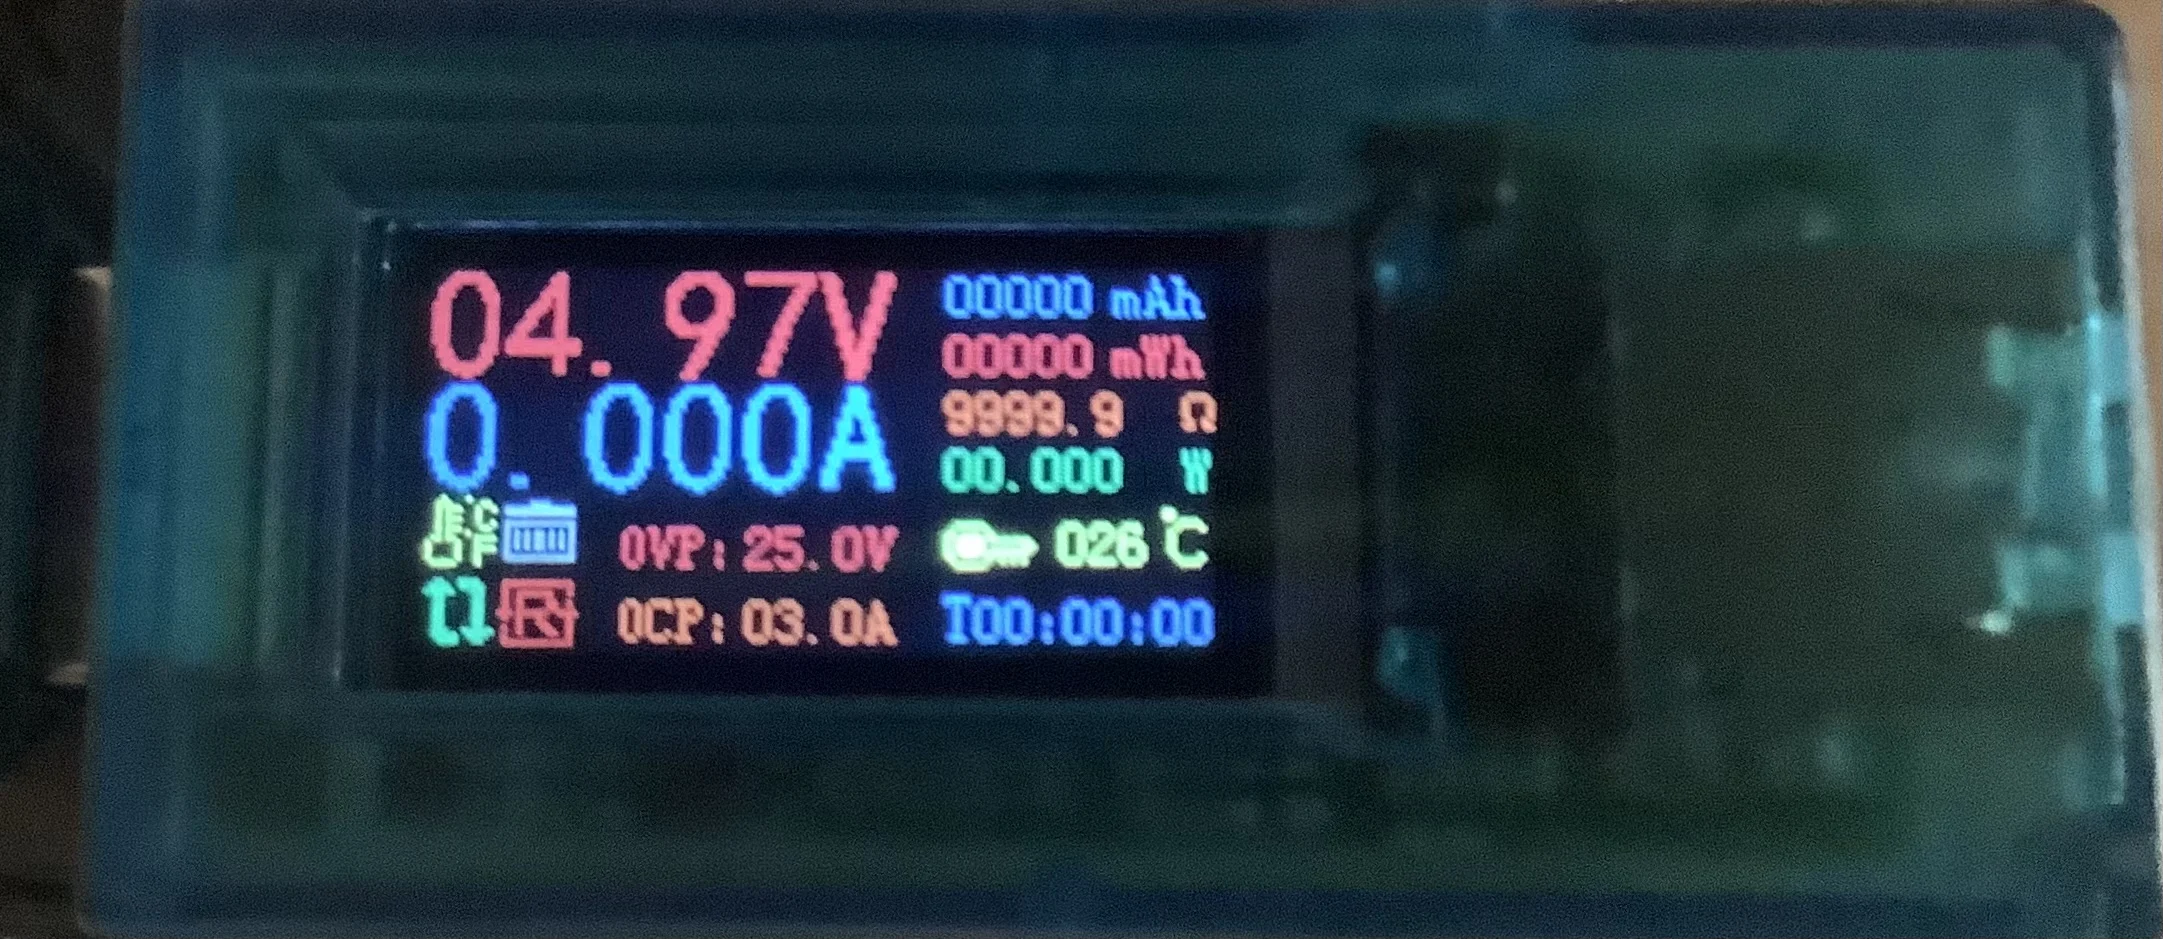 04.97V
0.000A
00000 mAh
00000 mWh
9999.9 Ω
00.000 W
C
F
OVP: 25.0V
026 ℃
R
OCP: 03.0A
T00:00:00